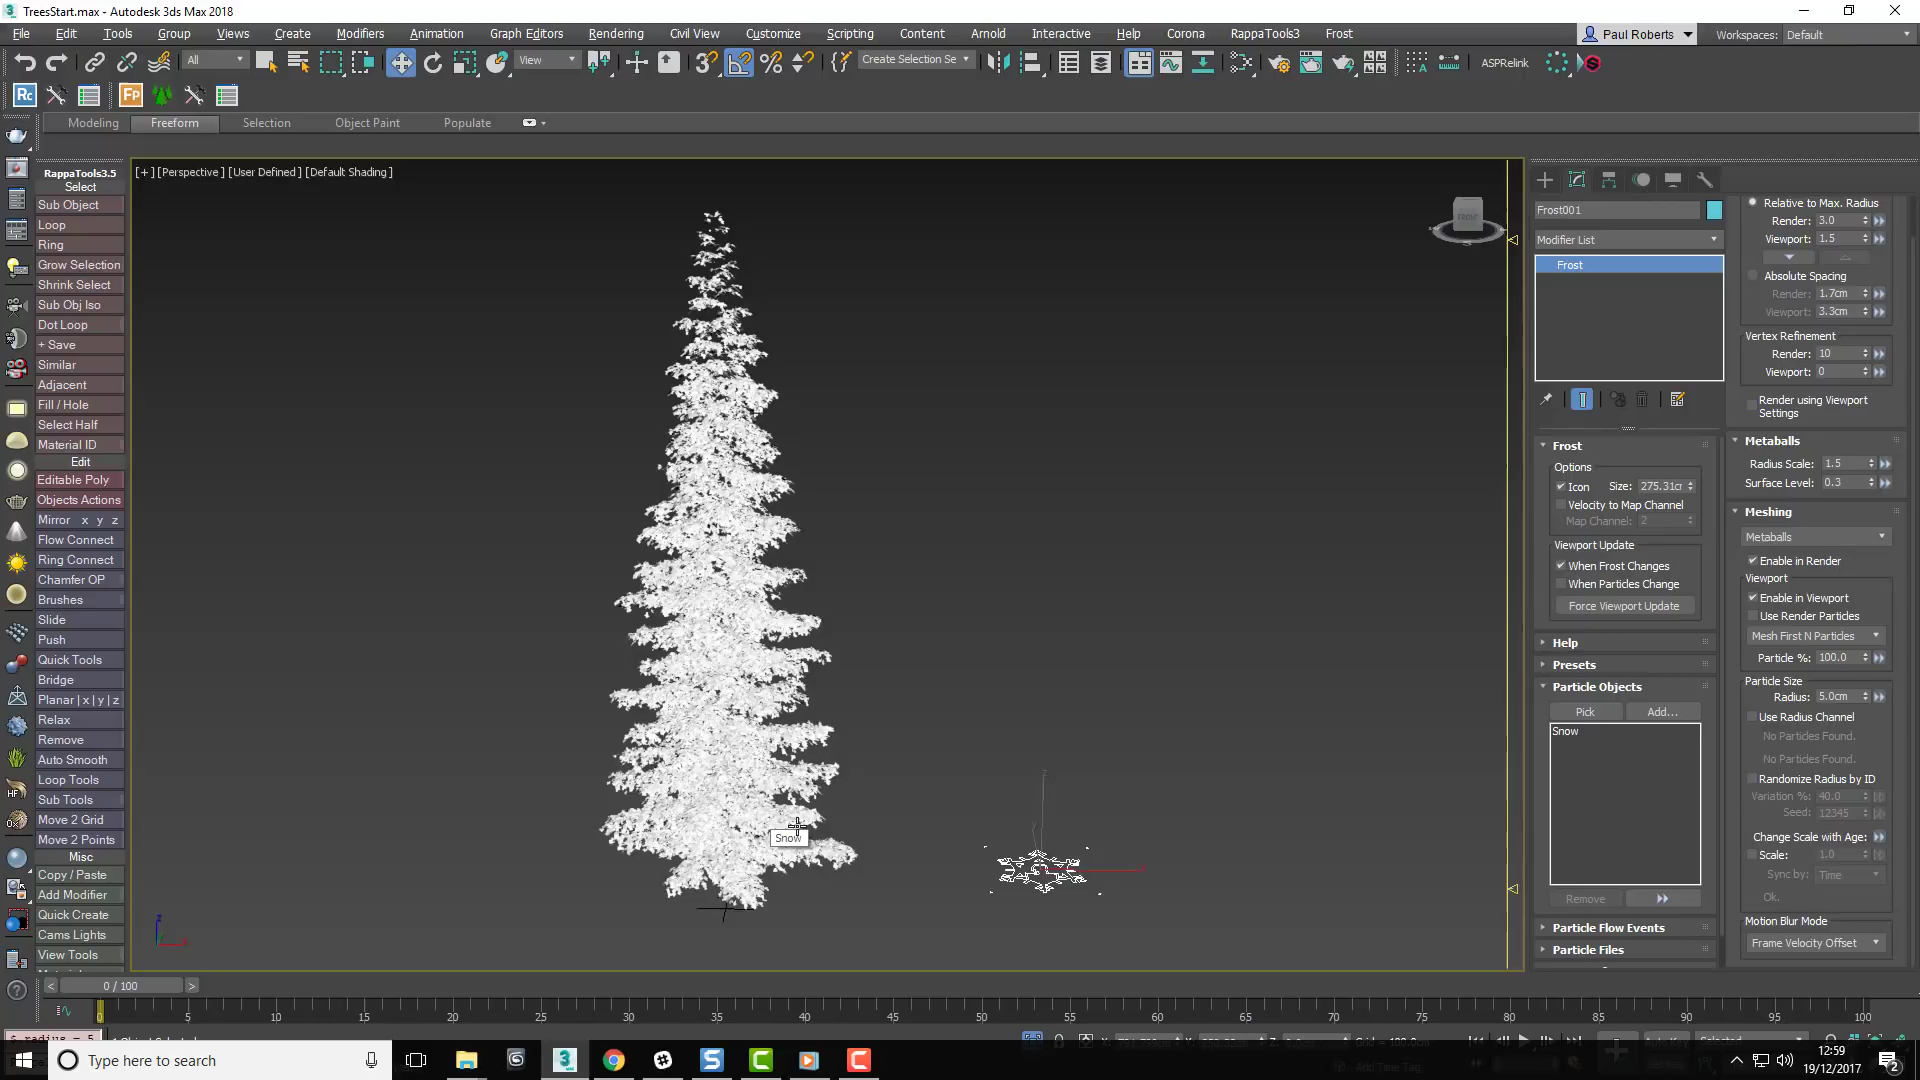 TreesStart.max - Autodesk 3ds Max 2018
File Edit Tools Group Views Create Modifiers Animation Graph Editors Rendering Civil View Customize Scripting Content Arnold Interactive Help Corona RappaTools3 Frost Paul Roberts Workspaces: Default
All View Create Selection Se ASPRelink
Rc Fp
Modeling Freeform Selection Object Paint Populate
RappaTools3.5
Select
Sub Object
Loop
Ring
Grow Selection
Shrink Select
Sub Obj Iso
Dot Loop
+ Save
Similar
Adjacent
Fill / Hole
Select Half
Material ID
Edit
Editable Poly
Objects Actions
Mirror x y z
Flow Connect
Ring Connect
Chamfer OP
Brushes
Slide
Push
Quick Tools
Bridge
Planar | x | y | z
Relax
Remove
Auto Smooth
Loop Tools
Sub Tools
Move 2 Grid
Move 2 Points
Misc
Copy / Paste
Add Modifier
Quick Create
Cams Lights
View Tools
[+] [Perspective] [User Defined] [Default Shading]
FRONT
Snow
z
Frost001
Modifier List
Frost
Frost
Options
Icon Size: 275.31cr
Velocity to Map Channel
Map Channel: 2
Viewport Update
When Frost Changes
When Particles Change
Force Viewport Update
Help
Presets
Particle Objects
Pick Add...
Snow
Remove
Particle Flow Events
Particle Files
Relative to Max. Radius
Render: 3.0
Viewport: 1.5
Absolute Spacing
Render: 1.7cm
Viewport: 3.3cm
Vertex Refinement
Render: 10
Viewport: 0
Render using Viewport
Settings
Metaballs
Radius Scale: 1.5
Surface Level: 0.3
Meshing
Metaballs
Enable in Render
Viewport
Enable in Viewport
Use Render Particles
Mesh First N Particles
Particle %: 100.0
Particle Size
Radius: 5.0cm
Use Radius Channel
No Particles Found.
No Particles Found.
Randomize Radius by ID
Variation %: 40.0
Seed: 12345
Change Scale with Age:
Scale: 1.0
Sync by: Time
Ok.
Motion Blur Mode
Frame Velocity Offset
< 0 / 100 >
0 5 10 15 20 25 30 35 40 45 50 55 60 65 70 75 80 85 90 95 100
Type here to search
12:59
19/12/2017
2